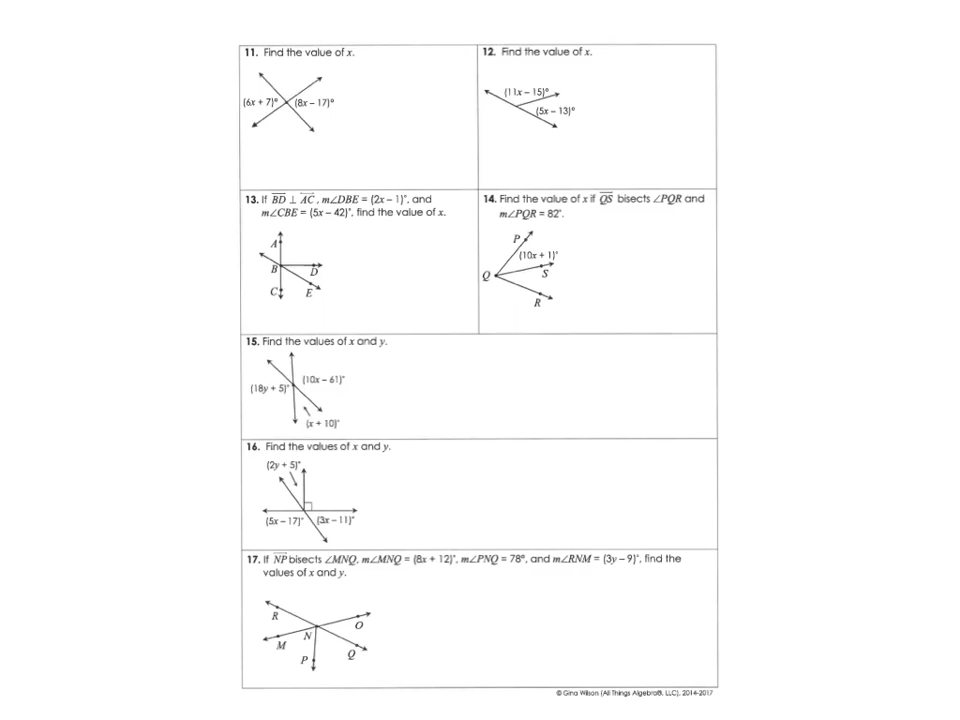 11. Find the value of x.
(6x + 7)°
(8x – 17)°
12. Find the value of x.
(11x – 15)°
(5x – 13)°
13. If BD ⊥ AC, m∠DBE = (2x – 1)°, and
m∠CBE = (5x – 42)°, find the value of x.
A
B
D
C
E
14. Find the value of x if QS bisects ∠PQR and
m∠PQR = 82°.
P
(10x + 1)°
Q
S
R
15. Find the values of x and y.
(10x – 61)°
(18y + 5)°
(x + 10)°
16. Find the values of x and y.
(2y + 5)°
(5x – 17)°
(3x – 11)°
17. If NP bisects ∠MNQ, m∠MNQ = (8x + 12)°, m∠PNQ = 78°, and m∠RNM = (3y – 9)°, find the
values of x and y.
R
O
N
M
P
Q
© Gina Wilson (All Things Algebra®, LLC), 2014-2017